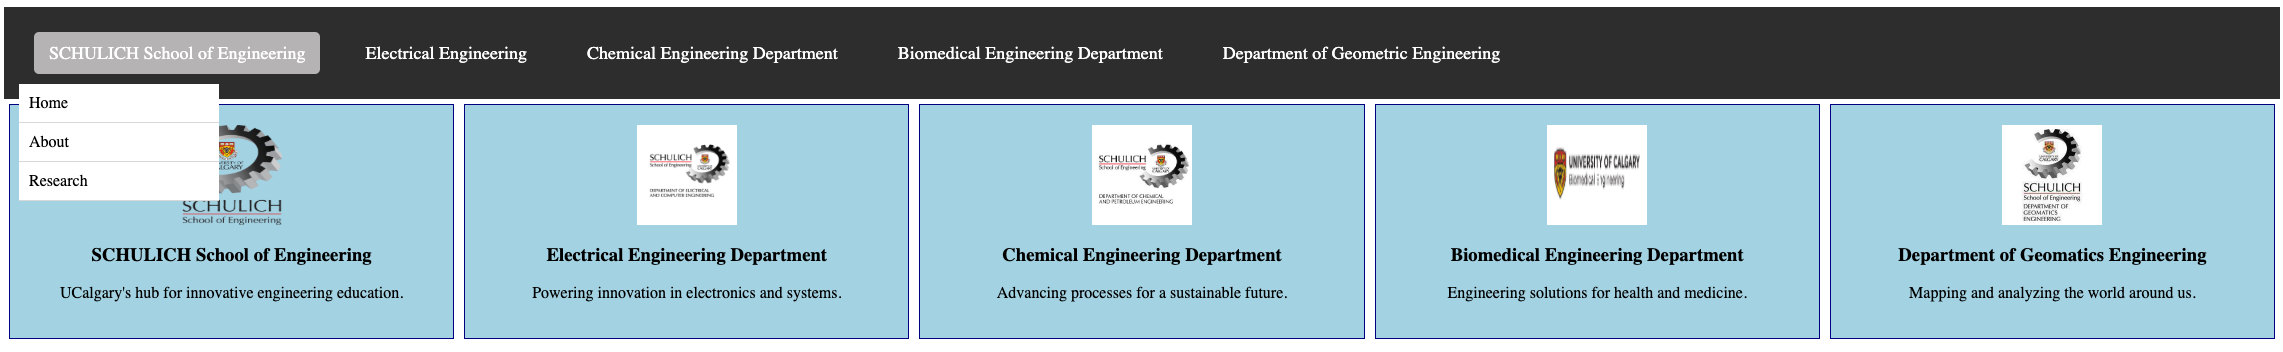 SCHULICH School of Engineering
Electrical Engineering
Chemical Engineering Department
Biomedical Engineering Department
Department of Geometric Engineering
Home
About
Research
CALGARY
SCHULICH
School of Engineering
SCHULICH School of Engineering
UCalgary's hub for innovative engineering education.
SCHULICH
School of Engineering
DEPARTMENT OF ELECTRICAL
AND COMPUTER ENGINEERING
Electrical Engineering Department
Powering innovation in electronics and systems.
SCHULICH
School of Engineering
DEPARTMENT OF CHEMICAL
AND PETROLEUM ENGINEERING
Chemical Engineering Department
Advancing processes for a sustainable future.
UNIVERSITY OF CALGARY
Biomedical Engineering
Biomedical Engineering Department
Engineering solutions for health and medicine.
SCHULICH
School of Engineering
DEPARTMENT OF
GEOMATICS
ENGINEERING
Department of Geomatics Engineering
Mapping and analyzing the world around us.